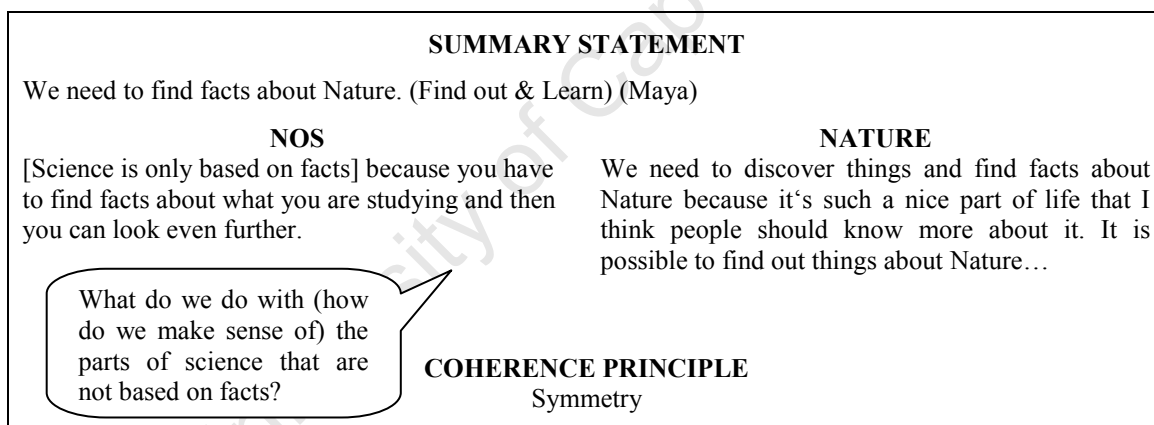 SUMMARY STATEMENT
We need to find facts about Nature. (Find out & Learn) (Maya)
NOS
[Science is only based on facts] because you have
to find facts about what you are studying and then
you can look even further.
NATURE
We need to discover things and find facts about
Nature because it‘s such a nice part of life that I
think people should know more about it. It is
possible to find out things about Nature…
What do we do with (how
do we make sense of) the
parts of science that are
not based on facts?
COHERENCE PRINCIPLE
Symmetry